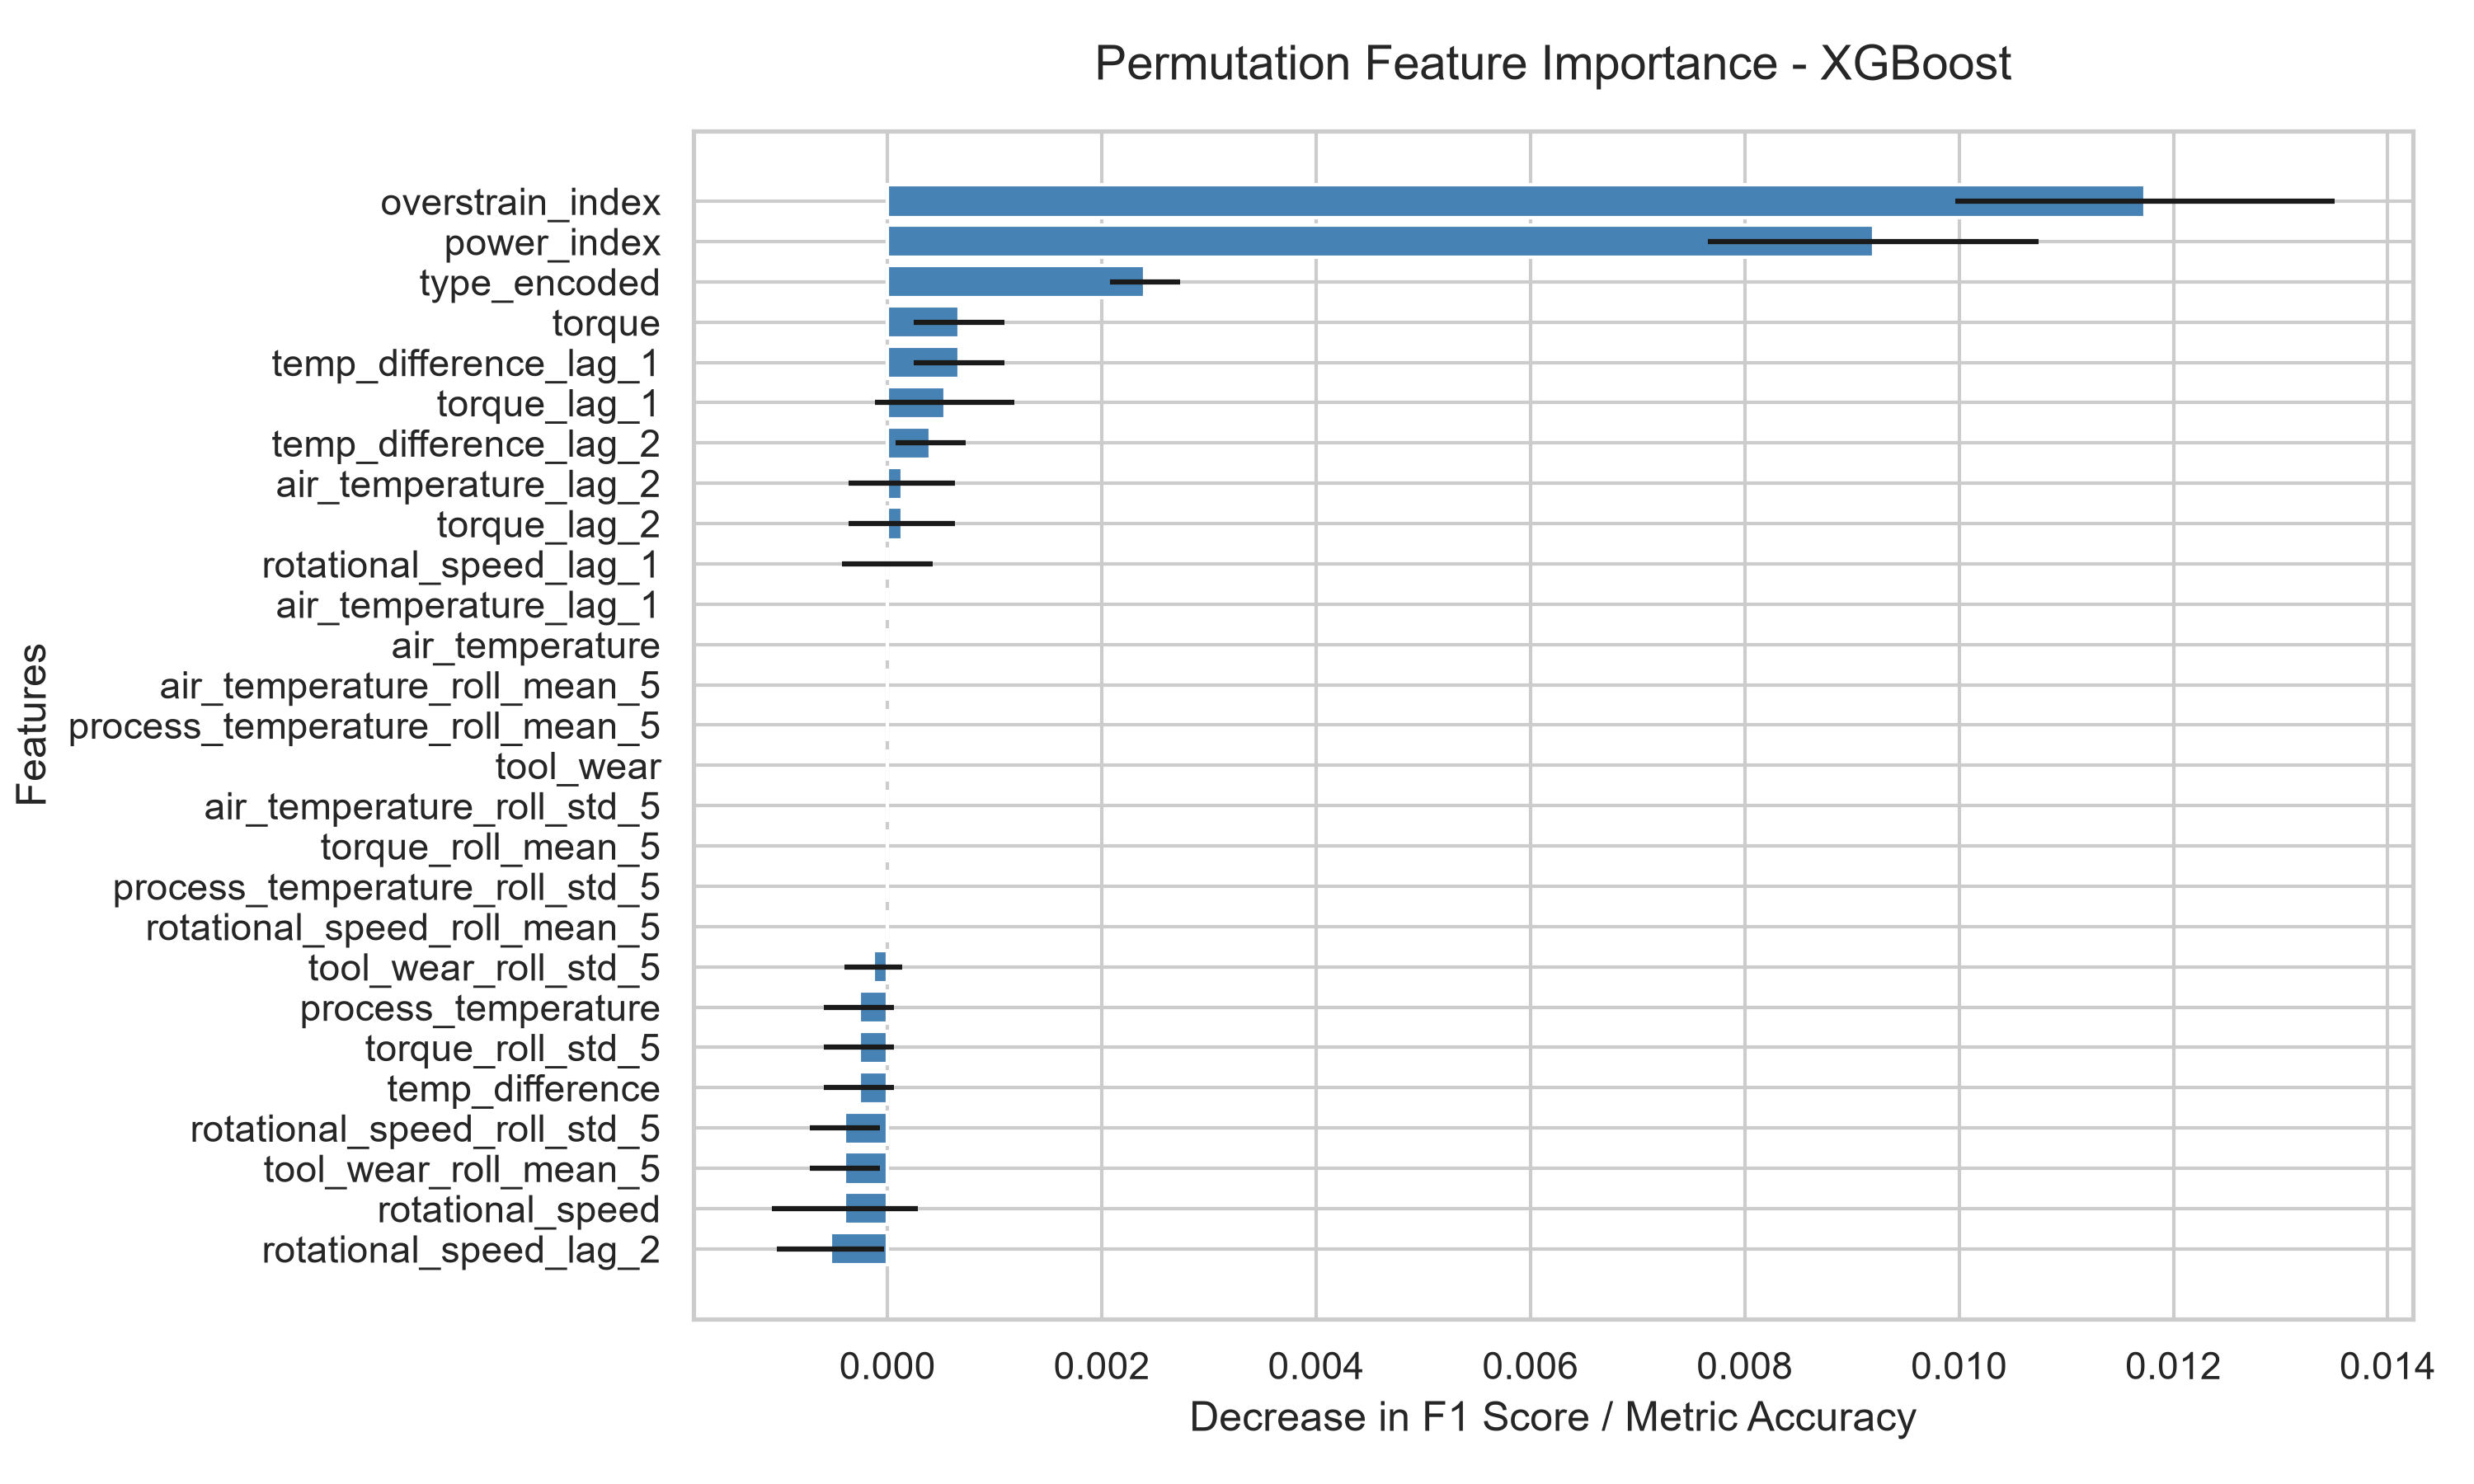 Permutation Feature Importance - XGBoost
overstrain_index
power_index
type_encoded
torque
temp_difference_lag_1
torque_lag_1
temp_difference_lag_2
air_temperature_lag_2
torque_lag_2
rotational_speed_lag_1
air_temperature_lag_1
air_temperature
air_temperature_roll_mean_5
process_temperature_roll_mean_5
tool_wear
air_temperature_roll_std_5
torque_roll_mean_5
process_temperature_roll_std_5
rotational_speed_roll_mean_5
tool_wear_roll_std_5
process_temperature
torque_roll_std_5
temp_difference
rotational_speed_roll_std_5
tool_wear_roll_mean_5
rotational_speed
rotational_speed_lag_2
Features
0.000 0.002 0.004 0.006 0.008 0.010 0.012 0.014
Decrease in F1 Score / Metric Accuracy